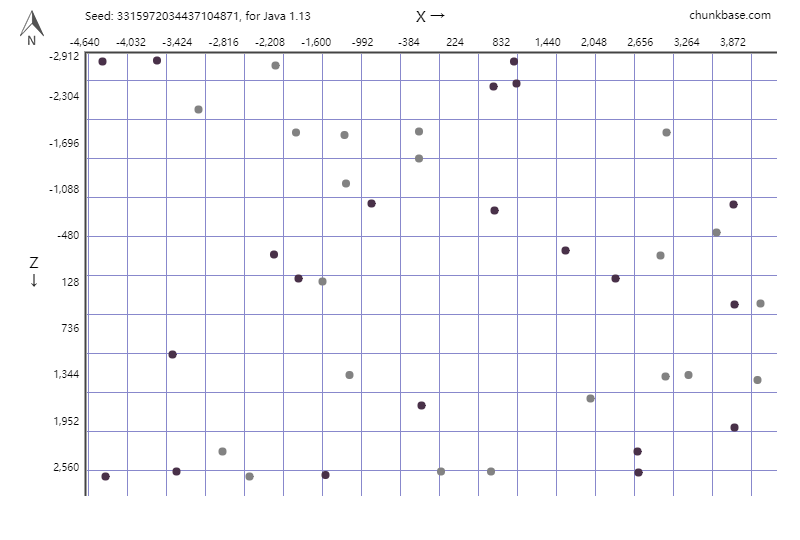 Seed: 3315972034437104871, for Java 1.13
X →
chunkbase.com
N
-4,640 -4,032 -3,424 -2,816 -2,208 -1,600 -992 -384 224 832 1,440 2,048 2,656 3,264 3,872
-2,912
-2,304
-1,696
-1,088
-480
Z
↓
128
736
1,344
1,952
2,560